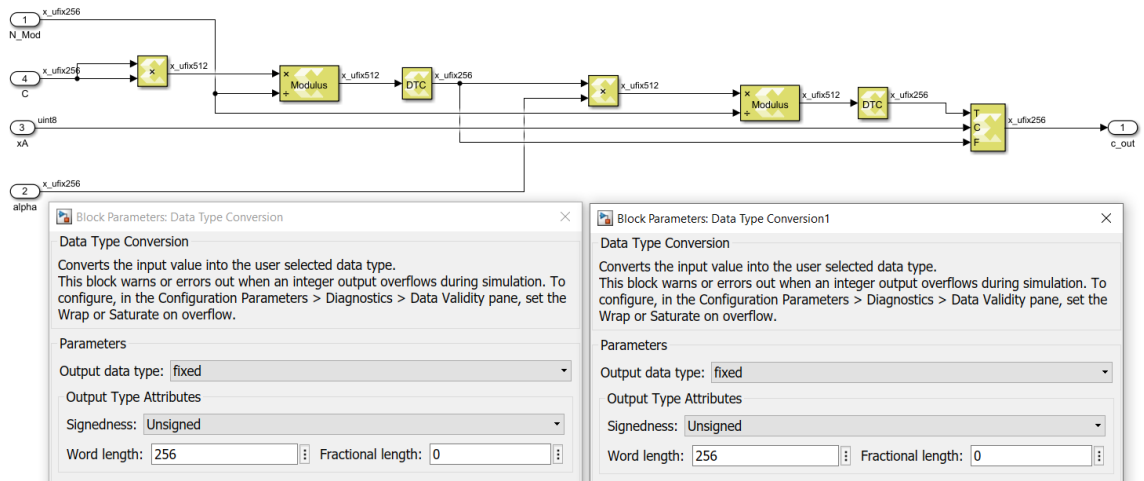 1 x_ufix256
N_Mod
4 x_ufix256 × x_ufix512 × Modulus ÷ x_ufix512 DTC x_ufix256 × x_ufix512 × Modulus ÷ x_ufix512 DTC x_ufix256
C
3 uint8
xA
T
C
F
x_ufix256 1
c_out
2 x_ufix256
alpha
Block Parameters: Data Type Conversion
Data Type Conversion
Converts the input value into the user selected data type.
This block warns or errors out when an integer output overflows during simulation. To
configure, in the Configuration Parameters > Diagnostics > Data Validity pane, set the
Wrap or Saturate on overflow.
Parameters
Output data type: fixed
Output Type Attributes
Signedness: Unsigned
Word length: 256 Fractional length: 0
Block Parameters: Data Type Conversion1
Data Type Conversion
Converts the input value into the user selected data type.
This block warns or errors out when an integer output overflows during simulation. To
configure, in the Configuration Parameters > Diagnostics > Data Validity pane, set the
Wrap or Saturate on overflow.
Parameters
Output data type: fixed
Output Type Attributes
Signedness: Unsigned
Word length: 256 Fractional length: 0